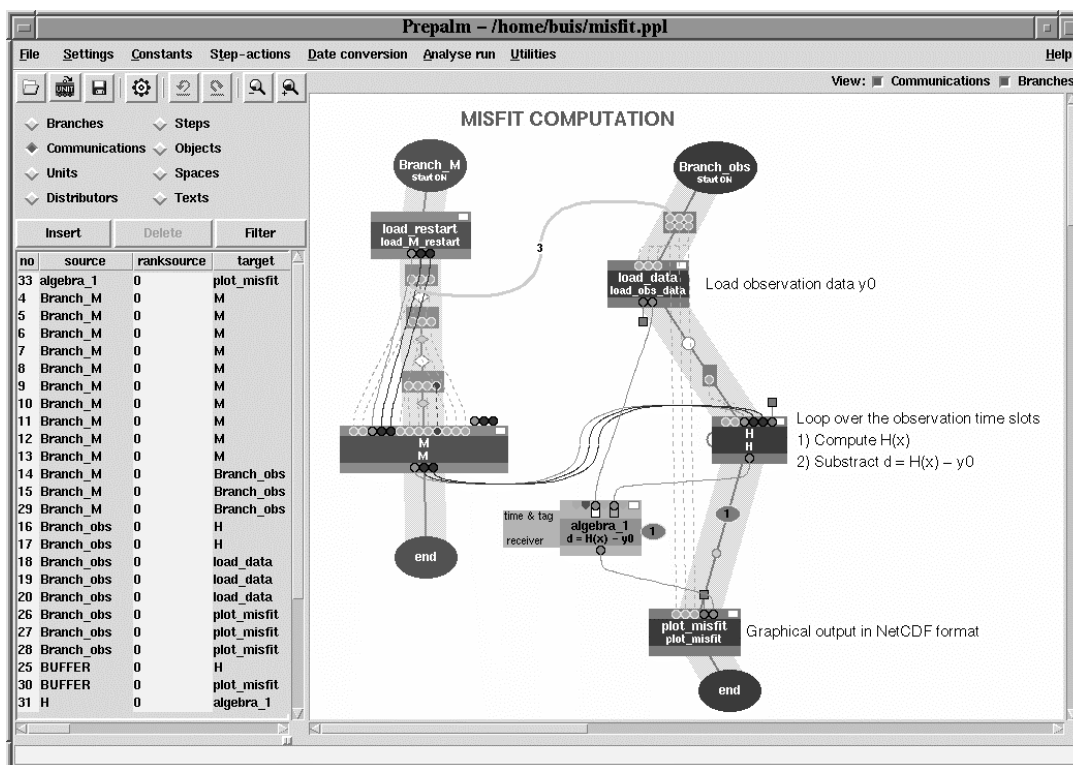 Prepalm – /home/buis/misfit.ppl
File Settings Constants Step-actions Date conversion Analyse run Utilities Help
View: Communications Branches
UNIT
Branches Steps
Communications Objects
Units Spaces
Distributors Texts
Insert Delete Filter
no source ranksource target
33 algebra_1 0 plot_misfit
4 Branch_M 0 M
5 Branch_M 0 M
6 Branch_M 0 M
7 Branch_M 0 M
8 Branch_M 0 M
9 Branch_M 0 M
10 Branch_M 0 M
11 Branch_M 0 M
12 Branch_M 0 M
13 Branch_M 0 M
14 Branch_M 0 Branch_obs
15 Branch_M 0 Branch_obs
29 Branch_M 0 Branch_obs
16 Branch_obs 0 H
17 Branch_obs 0 H
18 Branch_obs 0 load_data
19 Branch_obs 0 load_data
20 Branch_obs 0 load_data
26 Branch_obs 0 plot_misfit
27 Branch_obs 0 plot_misfit
28 Branch_obs 0 plot_misfit
25 BUFFER 0 H
30 BUFFER 0 plot_misfit
31 H 0 algebra_1
MISFIT COMPUTATION
Branch_M
Start ON
Branch_obs
Start ON
load_restart
load_M_restart
3
load_data
load_obs_data
Load observation data y0
M
M
H
H
Loop over the observation time slots
1) Compute H(x)
2) Substract d = H(x) – y0
time & tag
receiver
algebra_1
d = H(x) – y0
1
1
end
plot_misfit
plot_misfit
Graphical output in NetCDF format
end